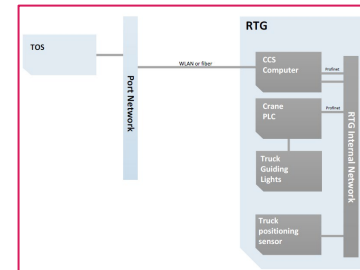 RTG
TOS
WLAN or fiber
CCS
Computer
Profinet
Port Network
Crane
PLC
Profinet
RTG Internal Network
Truck
Guiding
Lights
Truck
positioning
sensor